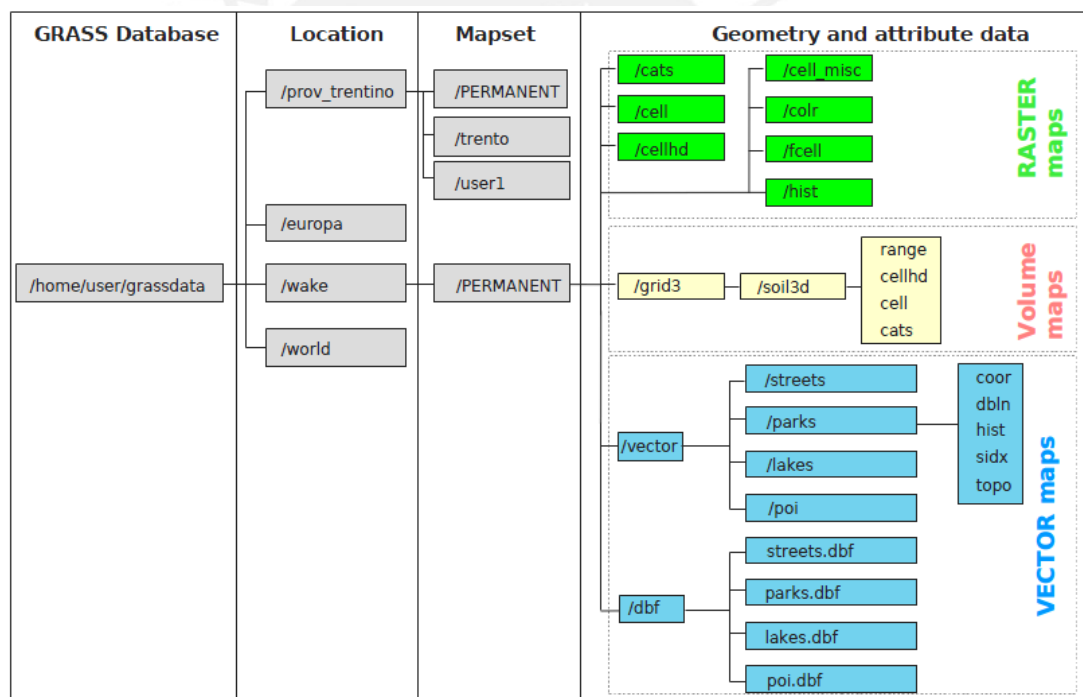 GRASS Database
Location
Mapset
Geometry and attribute data
/home/user/grassdata
/prov_trentino
/europa
/wake
/world
/PERMANENT
/trento
/user1
/PERMANENT
/cats
/cell
/cellhd
/cell_misc
/colr
/fcell
/hist
RASTER
maps
/grid3
/soil3d
range
cellhd
cell
cats
Volume
maps
/vector
/streets
/parks
/lakes
/poi
coor
dbln
hist
sidx
topo
/dbf
streets.dbf
parks.dbf
lakes.dbf
poi.dbf
VECTOR maps